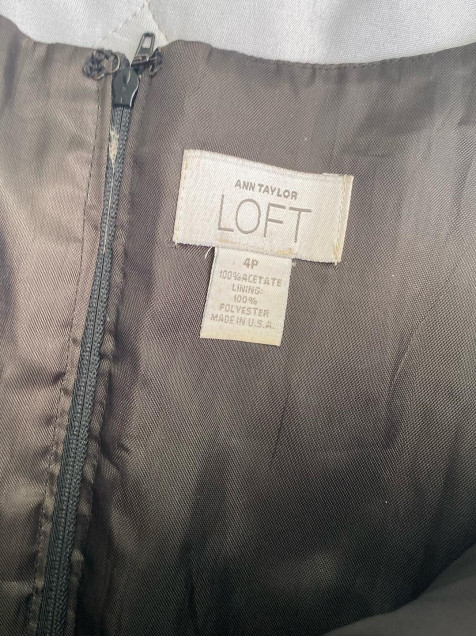 ANN TAYLOR
LOFT
4P
100% ACETATE
LINING:
100%
POLYESTER
MADE IN U.S.A.